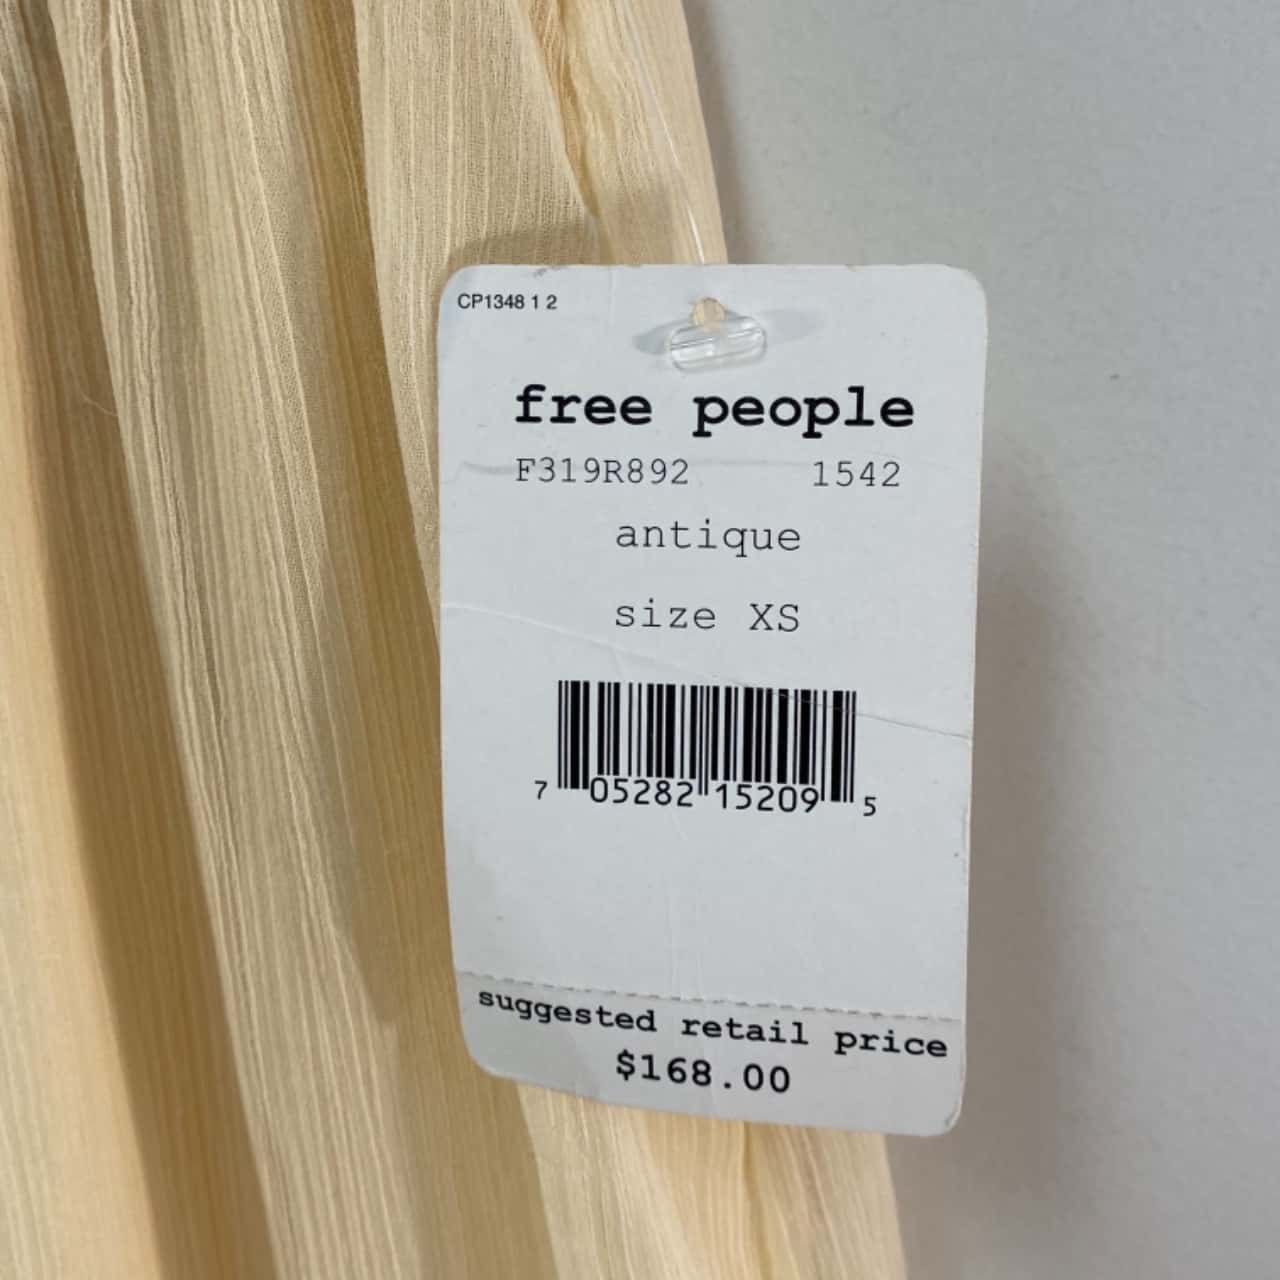 CP1348 1 2
free people
F319R892 1542
antique
size XS
7 05282 15209 5
suggested retail price
$168.00